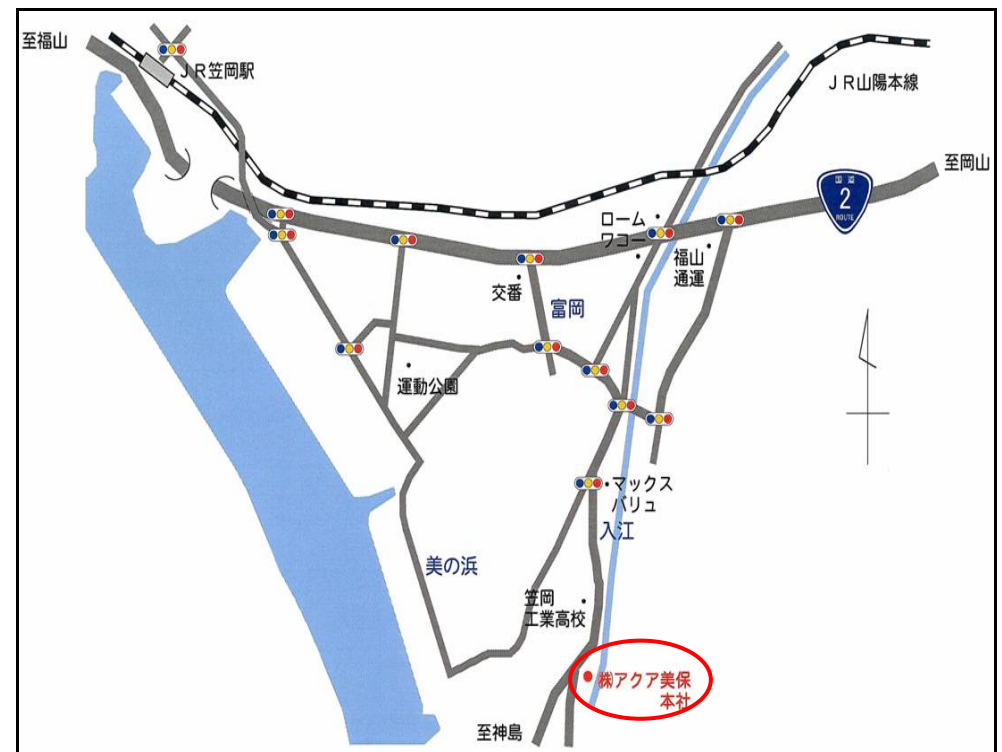 至福山
JR笠岡駅
JR山陽本線
至岡山
国道
2
ROUTE
ローム
ワコー
福山
通運
交番
富岡
運動公園
マックス
バリュ
入江
美の浜
笠岡
工業高校
㈱アクア美保
本社
至神島